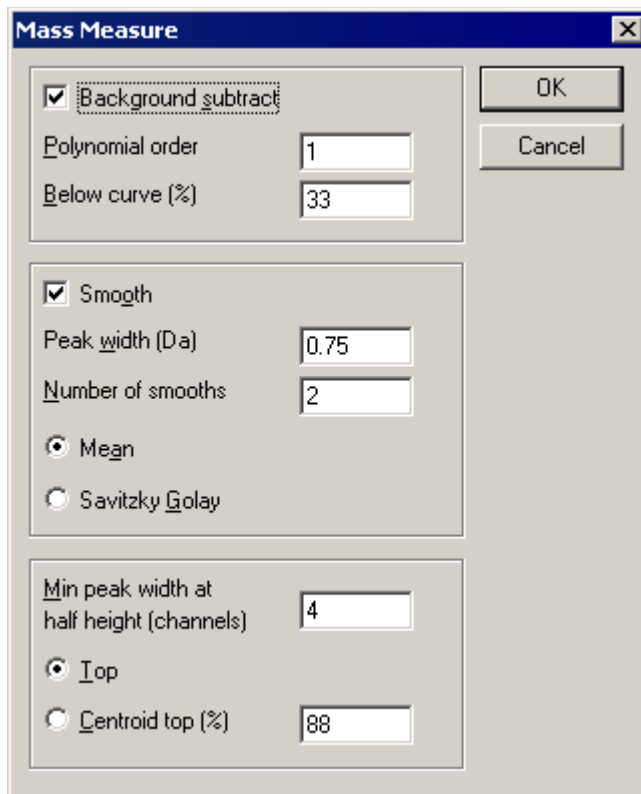 Mass Measure
Background subtract
OK
Polynomial order
1
Cancel
Below curve (%)
33
Smooth
Peak width (Da)
0.75
Number of smooths
2
Mean
Savitzky Golay
Min peak width at
half height (channels)
4
Top
Centroid top (%)
88